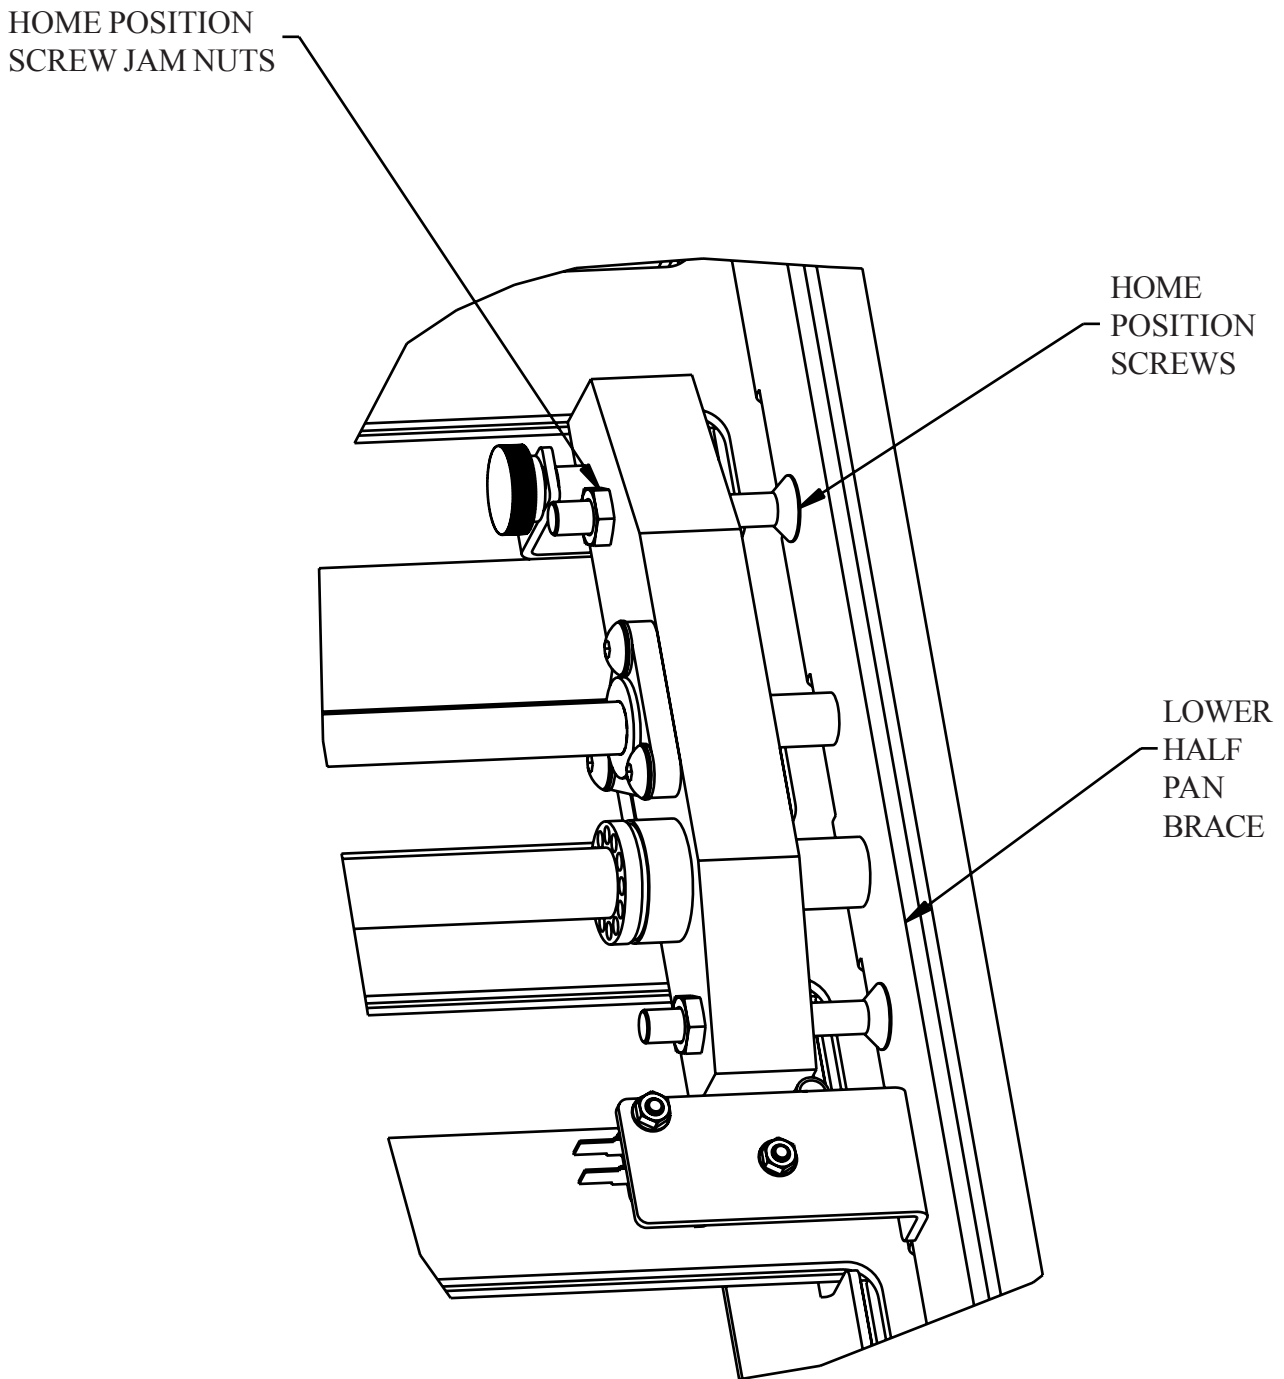 HOME POSITION
SCREW JAM NUTS
HOME
POSITION
SCREWS
LOWER
HALF
PAN
BRACE